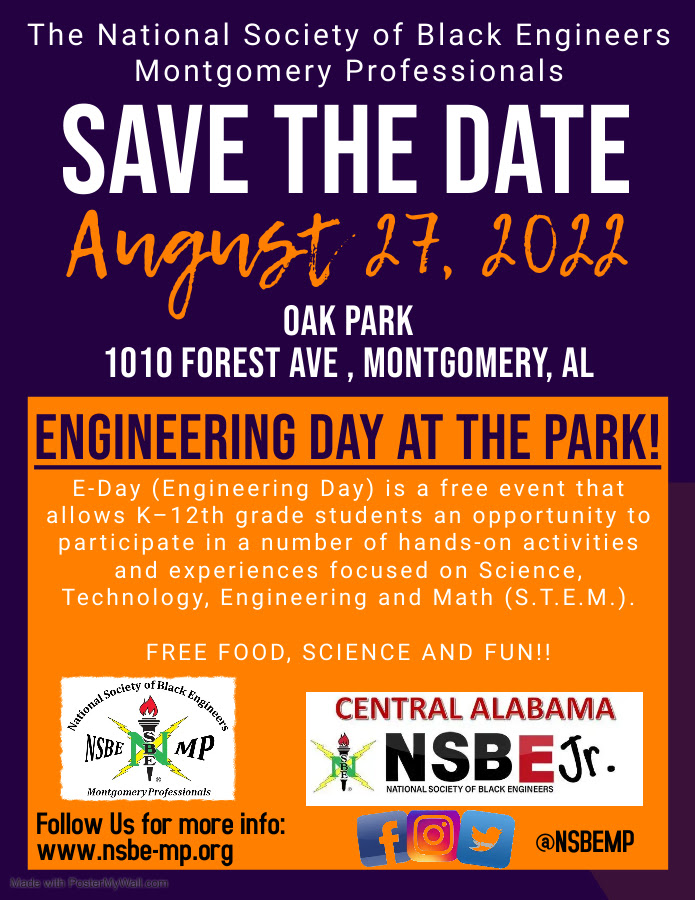 The National Society of Black Engineers
Montgomery Professionals
SAVE THE DATE
August 27, 2022
OAK PARK
1010 FOREST AVE , MONTGOMERY, AL
ENGINEERING DAY AT THE PARK!
E-Day (Engineering Day) is a free event that
allows K–12th grade students an opportunity to
participate in a number of hands-on activities
and experiences focused on Science,
Technology, Engineering and Math (S.T.E.M.).
FREE FOOD, SCIENCE AND FUN!!
National Society of Black Engineers
NSBE MP
NSBE
Montgomery Professionals
CENTRAL ALABAMA
NSBE Jr.
NSBE
NATIONAL SOCIETY OF BLACK ENGINEERS
Follow Us for more info:
www.nsbe-mp.org
@NSBEMP
Made with PosterMyWall.com